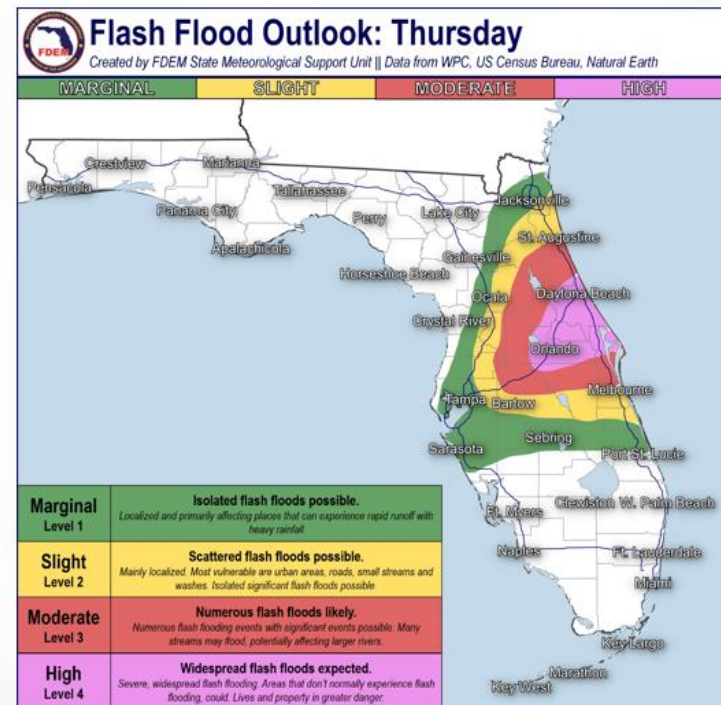 FDEM
Flash Flood Outlook: Thursday
Created by FDEM State Meteorological Support Unit || Data from WPC, US Census Bureau, Natural Earth
MARGINAL SLIGHT MODERATE HIGH
Crestview
Marianna
Pensacola
Tallahassee
Jacksonville
Panama City
Perry
Lake City
Apalachicola
St. Augustine
Gainesville
Horseshoe Beach
Ocala
Daytona Beach
Crystal River
Orlando
Melbourne
Tampa
Bartow
Sarasota
Sebring
Port St. Lucie
Clewiston
W. Palm Beach
Ft. Myers
Naples
Ft. Lauderdale
Miami
Key Largo
Marathon
Key West
Marginal
Level 1
Isolated flash floods possible.
Localized and primarily affecting places that can experience rapid runoff with
heavy rainfall
Slight
Level 2
Scattered flash floods possible.
Mainly localized. Most vulnerable are urban areas, roads, small streams and
washes. Isolated significant flash floods possible
Moderate
Level 3
Numerous flash floods likely.
Numerous flash flooding events with significant events possible. Many
streams may flood, potentially affecting larger rivers.
High
Level 4
Widespread flash floods expected.
Severe, widespread flash flooding. Areas that don't normally experience flash
flooding, could. Lives and property in greater danger.